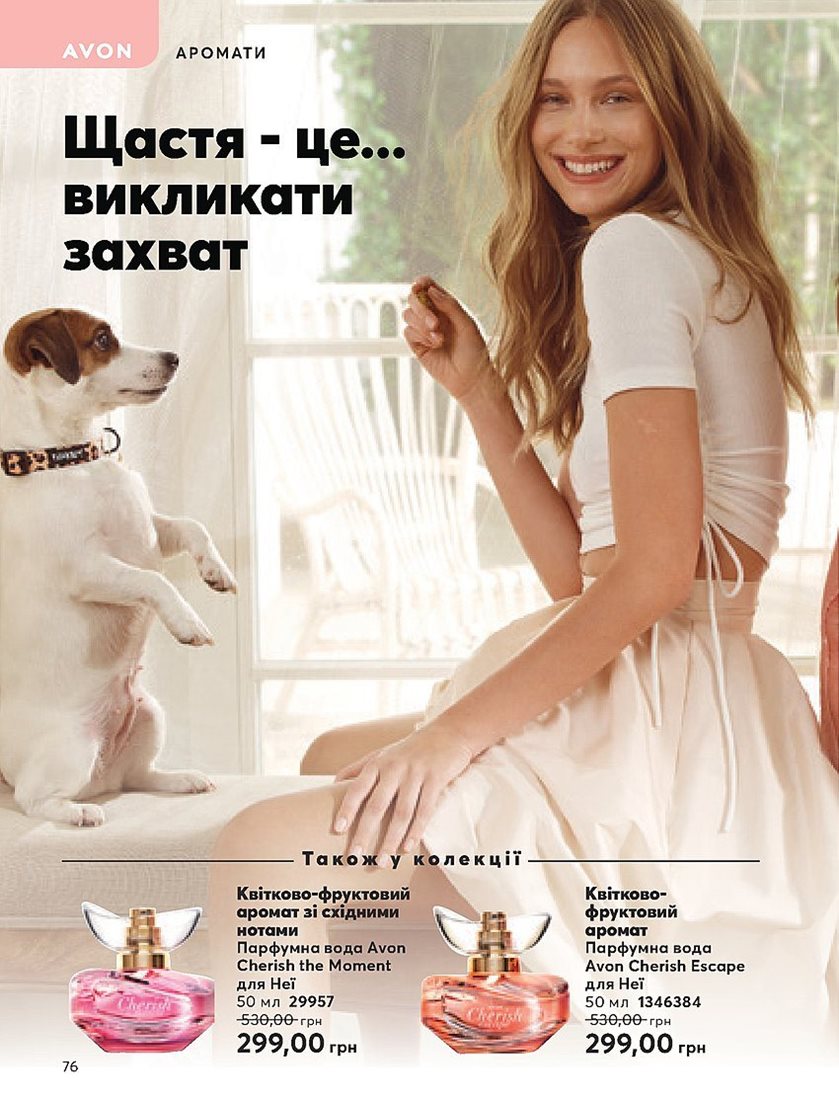 AVON
АРОМАТИ
Щастя - це...
викликати
захват
Також у колекції
Квітково-фруктовий
аромат зі східними
нотами
Парфумна вода Avon
Cherish the Moment
для Неї
50 мл 29957
530,00 грн
299,00 грн
Cherish
Квітково-
фруктовий
аромат
Парфумна вода
Avon Cherish Escape
для Неї
50 мл 1346384
530,00 грн
299,00 грн
Cherish
76